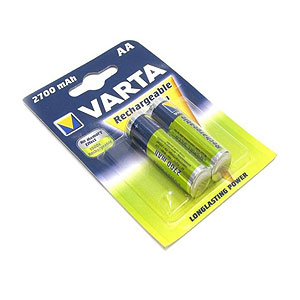 2700 mAh
AA
VARTA
Rechargeable
No Memory
Effect
LONGLASTING POWER